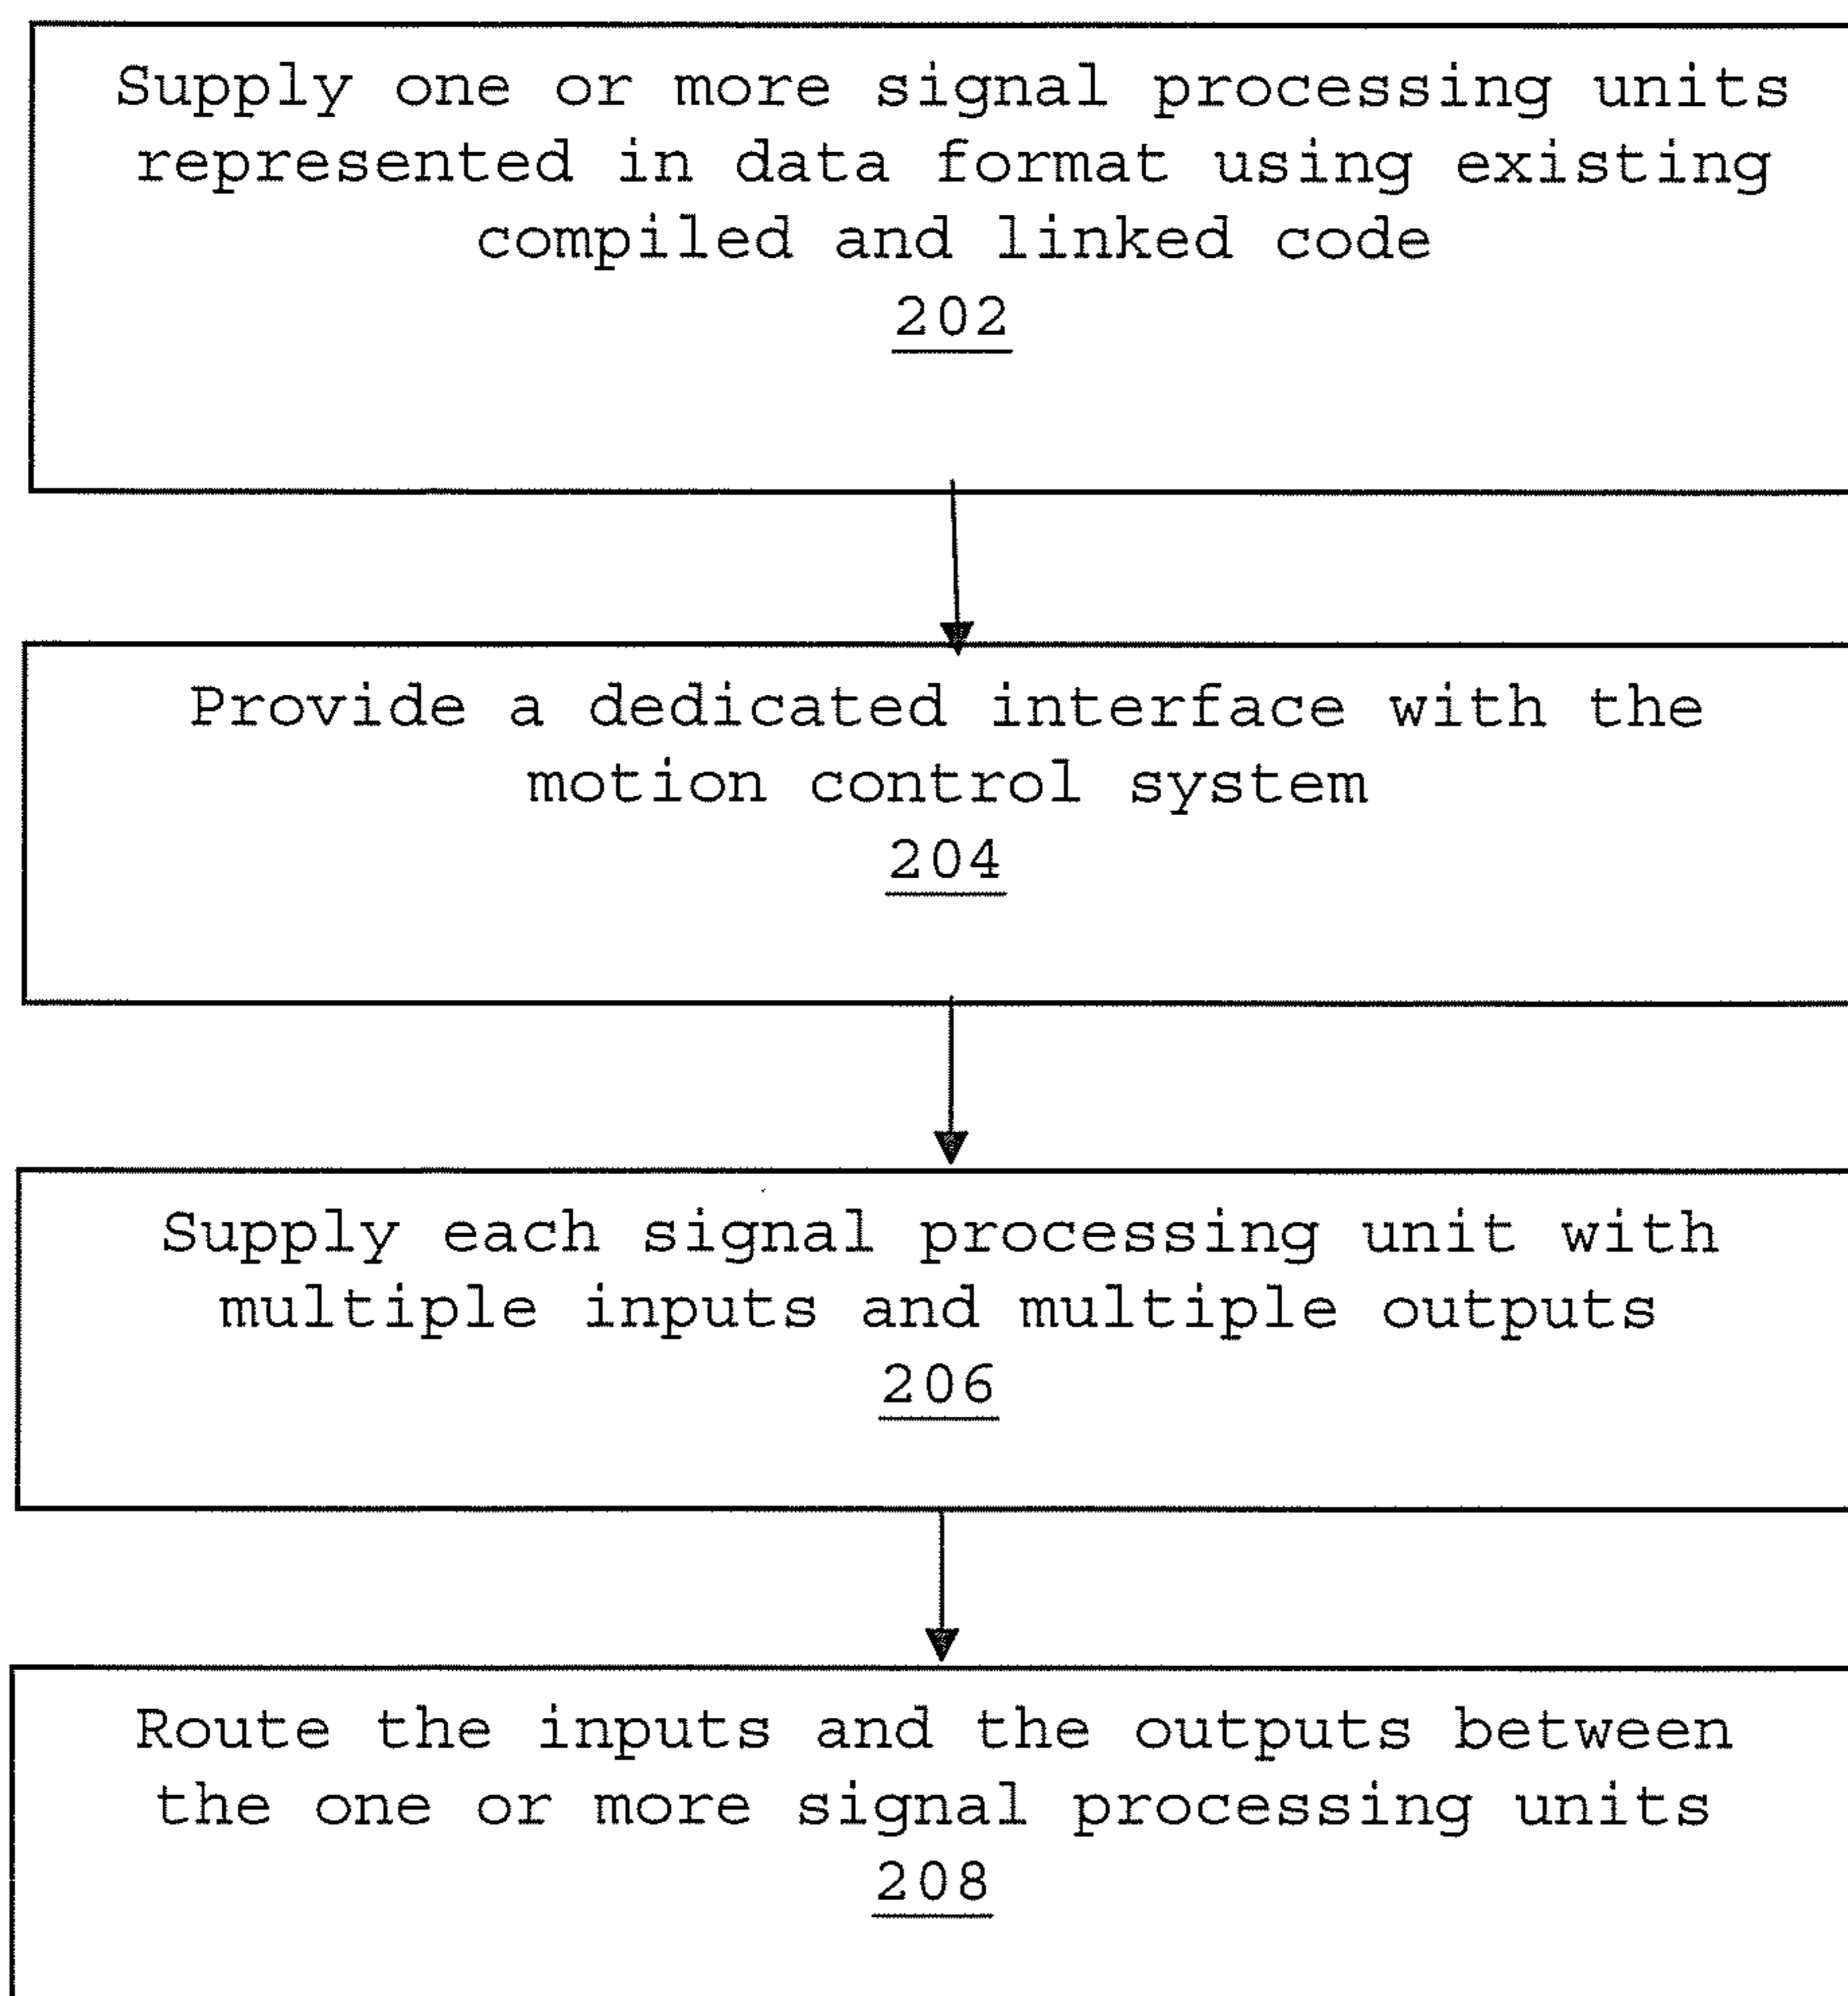 Supply one or more signal processing units
represented in data format using existing
compiled and linked code
202
Provide a dedicated interface with the
motion control system
204
Supply each signal processing unit with
multiple inputs and multiple outputs
206
Route the inputs and the outputs between
the one or more signal processing units
208